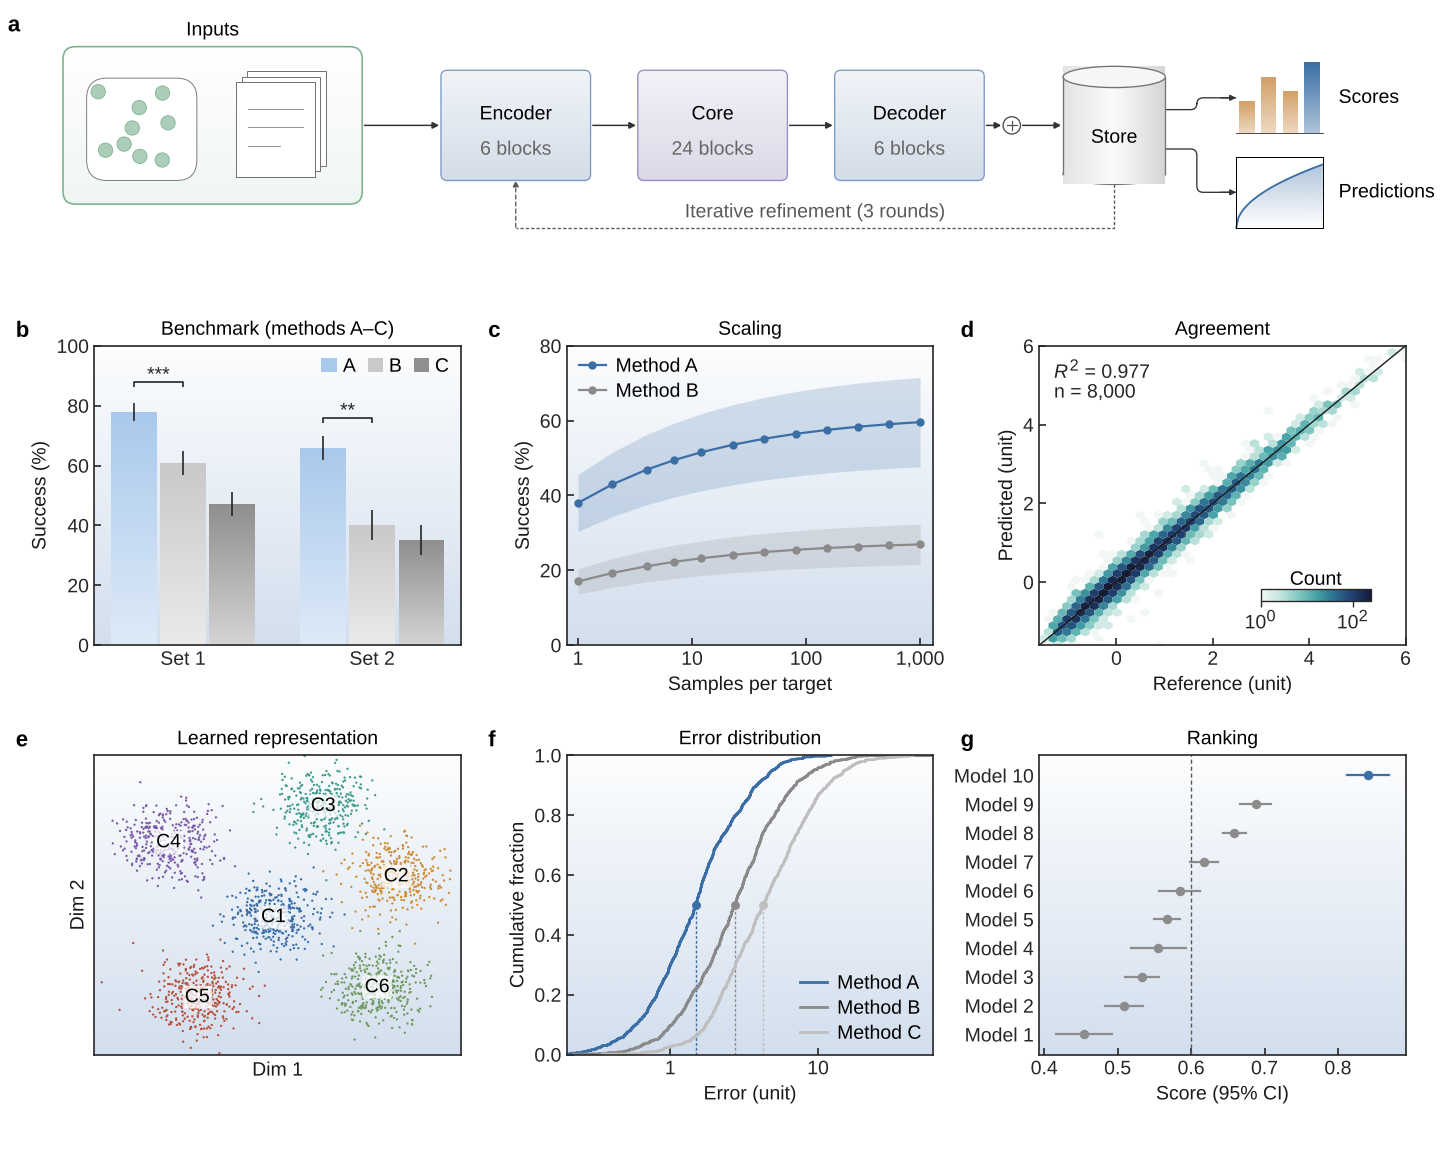 a
Inputs
Encoder
6 blocks
Core
24 blocks
Decoder
6 blocks
Store
Scores
Predictions
Iterative refinement (3 rounds)
b
Benchmark (methods A–C)
A B C
***
**
100
80
60
40
20
0
Success (%)
Set 1 Set 2
c
Scaling
Method A
Method B
80
60
40
20
0
Success (%)
1 10 100 1,000
Samples per target
d
Agreement
R² = 0.977
n = 8,000
6
4
2
0
Predicted (unit)
Count
10⁰ 10²
0 2 4 6
Reference (unit)
e
Learned representation
C3
C4
C2
C1
C5
C6
Dim 2
Dim 1
f
Error distribution
1.0
0.8
0.6
0.4
0.2
0.0
Cumulative fraction
Method A
Method B
Method C
1 10
Error (unit)
g
Ranking
Model 10
Model 9
Model 8
Model 7
Model 6
Model 5
Model 4
Model 3
Model 2
Model 1
0.4 0.5 0.6 0.7 0.8
Score (95% CI)